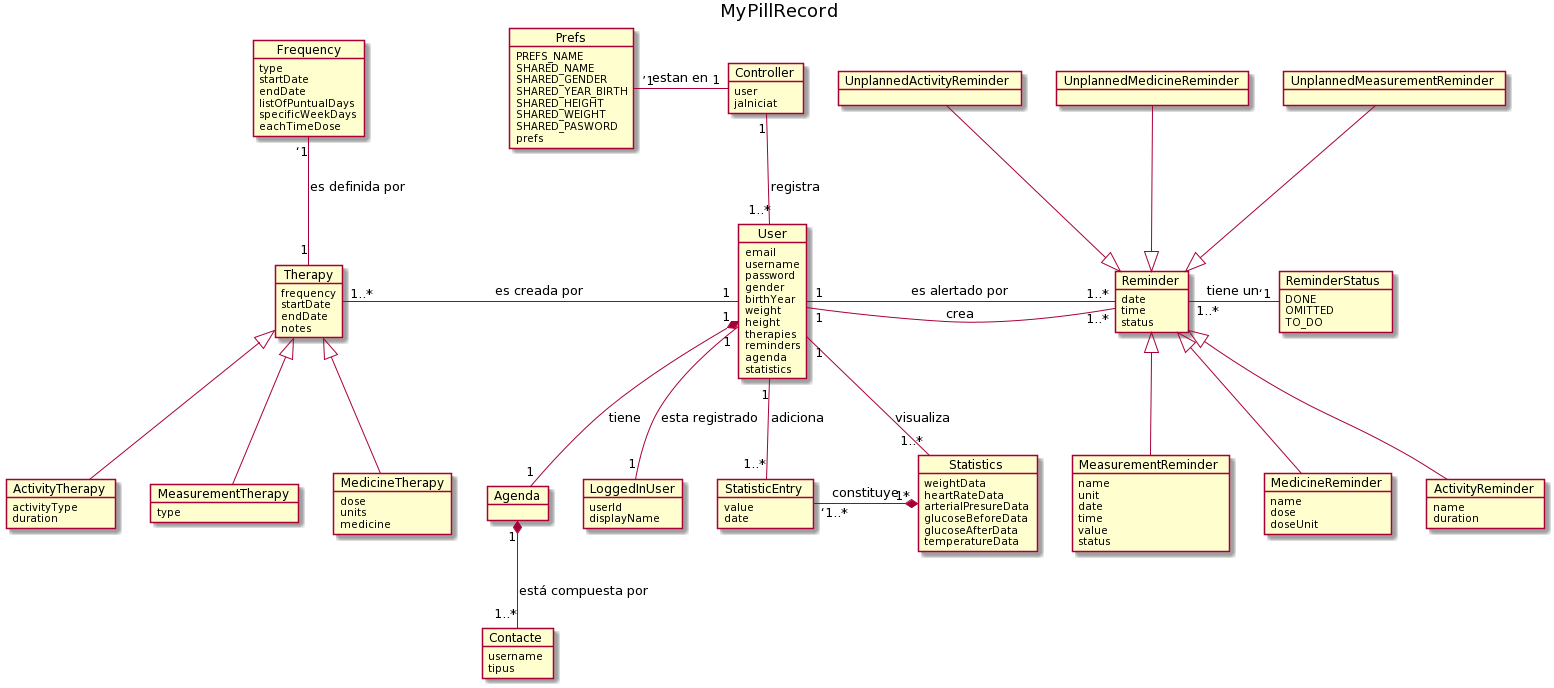 MyPillRecord
Frequency
type
startDate
endDate
listOfPuntualDays
specificWeekDays
eachTimeDose
Prefs
PREFS_NAME
SHARED_NAME
SHARED_GENDER
SHARED_YEAR_BIRTH
SHARED_HEIGHT
SHARED_WEIGHT
SHARED_PASWORD
prefs
'1
estan en
1
Controller
user
jaIniciat
UnplannedActivityReminder
UnplannedMedicineReminder
UnplannedMeasurementReminder
'1
es definida por
1
1
registra
1..*
Therapy
frequency
startDate
endDate
notes
1..*
es creada por
1
User
email
username
password
gender
birthYear
weight
height
therapies
reminders
agenda
statistics
1
es alertado por
1..*
1
crea
1..*
Reminder
date
time
status
tiene un
'1
1..*
ReminderStatus
DONE
OMITTED
TO_DO
1
tiene
1
1
esta registrado
1
1
adiciona
1..*
1
visualiza
1..*
ActivityTherapy
activityType
duration
MeasurementTherapy
type
MedicineTherapy
dose
units
medicine
Agenda
LoggedInUser
userId
displayName
StatisticEntry
value
date
constituye
1*
'1..*
Statistics
weightData
heartRateData
arterialPresureData
glucoseBeforeData
glucoseAfterData
temperatureData
MeasurementReminder
name
unit
date
time
value
status
MedicineReminder
name
dose
doseUnit
ActivityReminder
name
duration
1
está compuesta por
1..*
Contacte
username
tipus